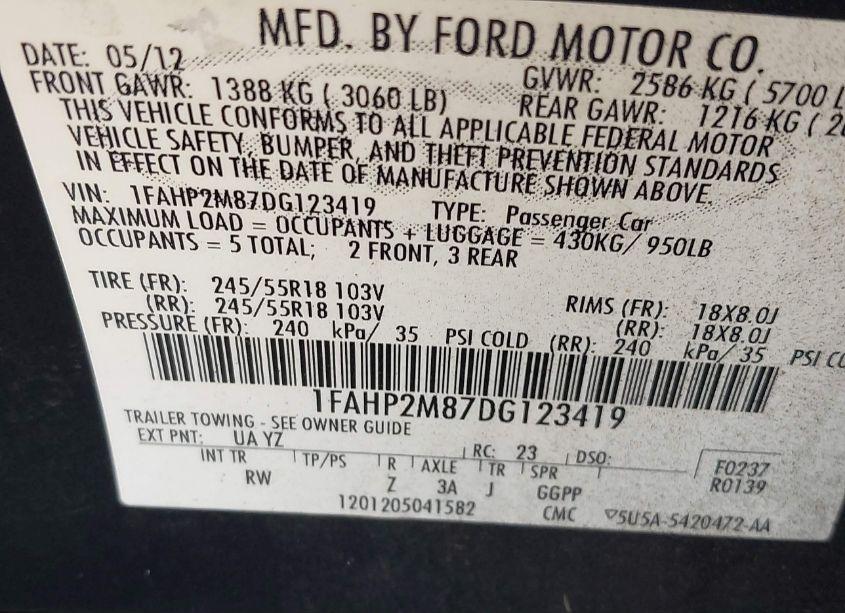 MFD. BY FORD MOTOR CO.
DATE: 05/12 GVWR: 2586 KG ( 5700 L
FRONT GAWR: 1388 KG ( 3060 LB) REAR GAWR: 1216 KG ( 2
THIS VEHICLE CONFORMS TO ALL APPLICABLE FEDERAL MOTOR
VEHICLE SAFETY, BUMPER, AND THEFT PREVENTION STANDARDS
IN EFFECT ON THE DATE OF MANUFACTURE SHOWN ABOVE.
VIN: 1FAHP2M87DG123419 TYPE: Passenger Car
MAXIMUM LOAD = OCCUPANTS + LUGGAGE = 430KG/ 950LB
OCCUPANTS = 5 TOTAL; 2 FRONT, 3 REAR
TIRE (FR): 245/55R18 103V RIMS (FR): 18X8.0J
(RR): 245/55R18 103V (RR): 18X8.0J
PRESSURE (FR): 240 kPa/ 35 PSI COLD (RR): 240 kPa/ 35 PSI CO
1FAHP2M87DG123419
TRAILER TOWING - SEE OWNER GUIDE
EXT PNT: UA YZ RC: 23 DSO:
INT TR TP/PS R AXLE TR SPR F0237
RW Z 3A J GGPP R0139
1201205041582 CMC ▽5U5A-5420472-AA